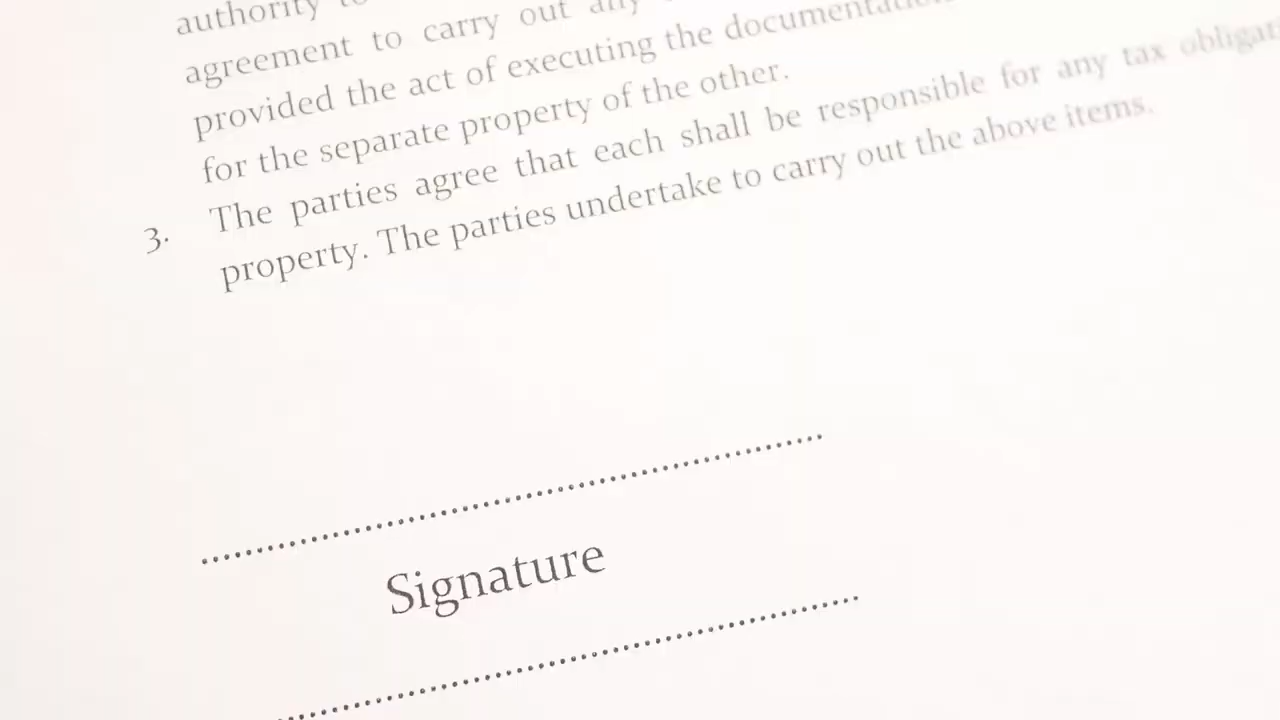 authority
agreement to carry out any
provided the act of executing the
for the separate property of the other.
3. The parties agree that each shall be responsible for any tax
property. The parties undertake to carry out the above items.
Signature